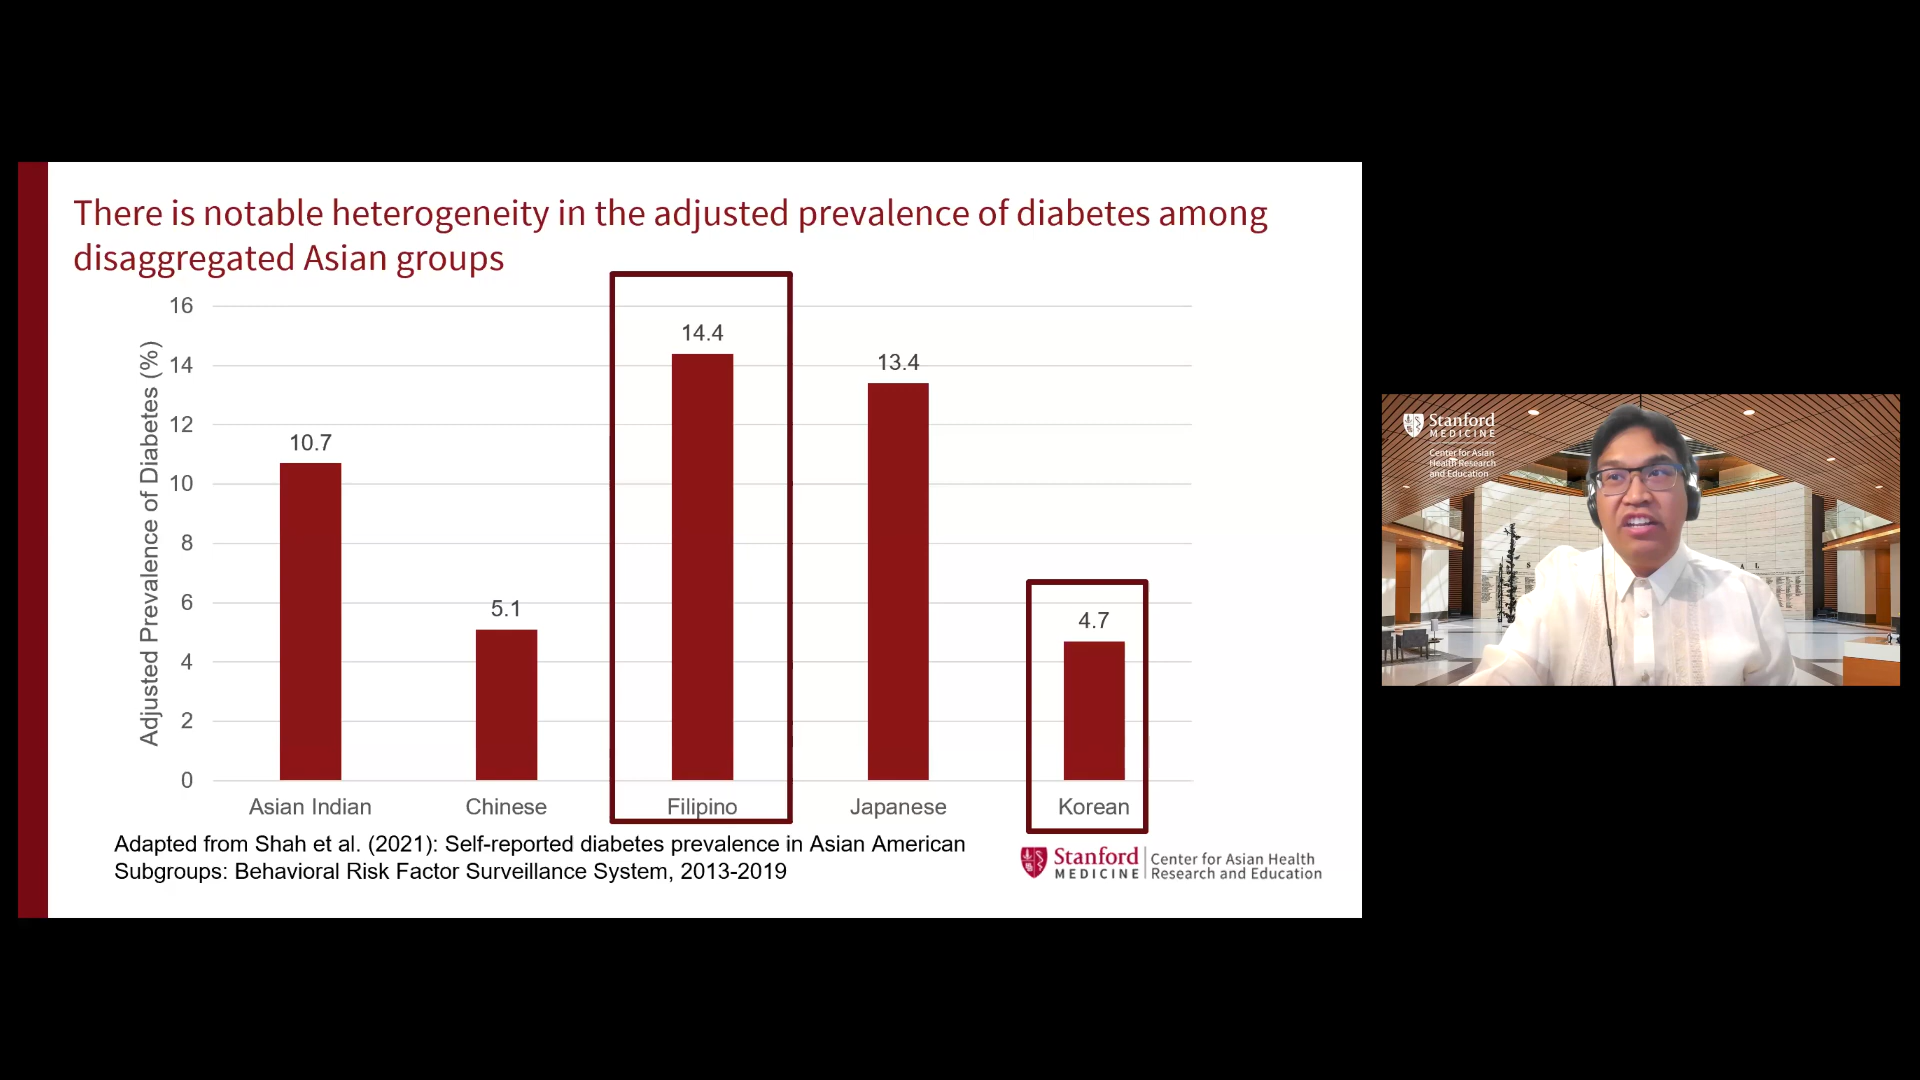 There is notable heterogeneity in the adjusted prevalence of diabetes among
disaggregated Asian groups
Adjusted Prevalence of Diabetes (%)
16
14
12
10
8
6
4
2
0
10.7
5.1
14.4
13.4
4.7
Asian Indian
Chinese
Filipino
Japanese
Korean
Adapted from Shah et al. (2021): Self-reported diabetes prevalence in Asian American
Subgroups: Behavioral Risk Factor Surveillance System, 2013-2019
Stanford
MEDICINE
Center for Asian Health
Research and Education
Stanford
MEDICINE
Center for Asian
Health Research
and Education